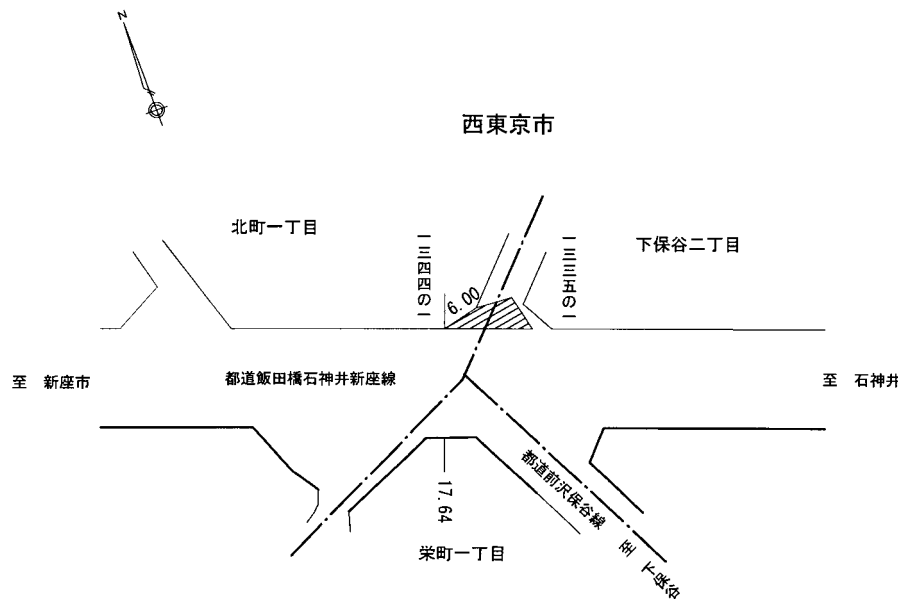 N
西東京市
北町一丁目
下保谷二丁目
一三四四の一
6.00
一三三五の一
至 新座市
都道飯田橋石神井新座線
至 石神井
都道前沢保谷線
至 下保谷
17.64
栄町一丁目